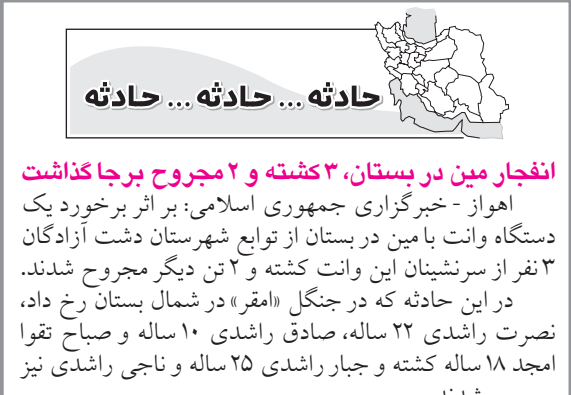 حادثه ... حادثه ... حادثه
انفجار مین در بستان، ۳ کشته و ۲ مجروح برجا گذاشت
اهواز - خبرگزاری جمهوری اسلامی: بر اثر برخورد یک
دستگاه وانت با مین در بستان از توابع شهرستان دشت آزادگان
۳ نفر از سرنشینان این وانت کشته و ۲ تن دیگر مجروح شدند.
در این حادثه که در جنگل «امقر» در شمال بستان رخ داد،
نصرت راشدی ۲۲ ساله، صادق راشدی ۱۰ ساله و صباح تقوا
امجد ۱۸ ساله کشته و جبار راشدی ۲۵ ساله و ناجی راشدی نیز